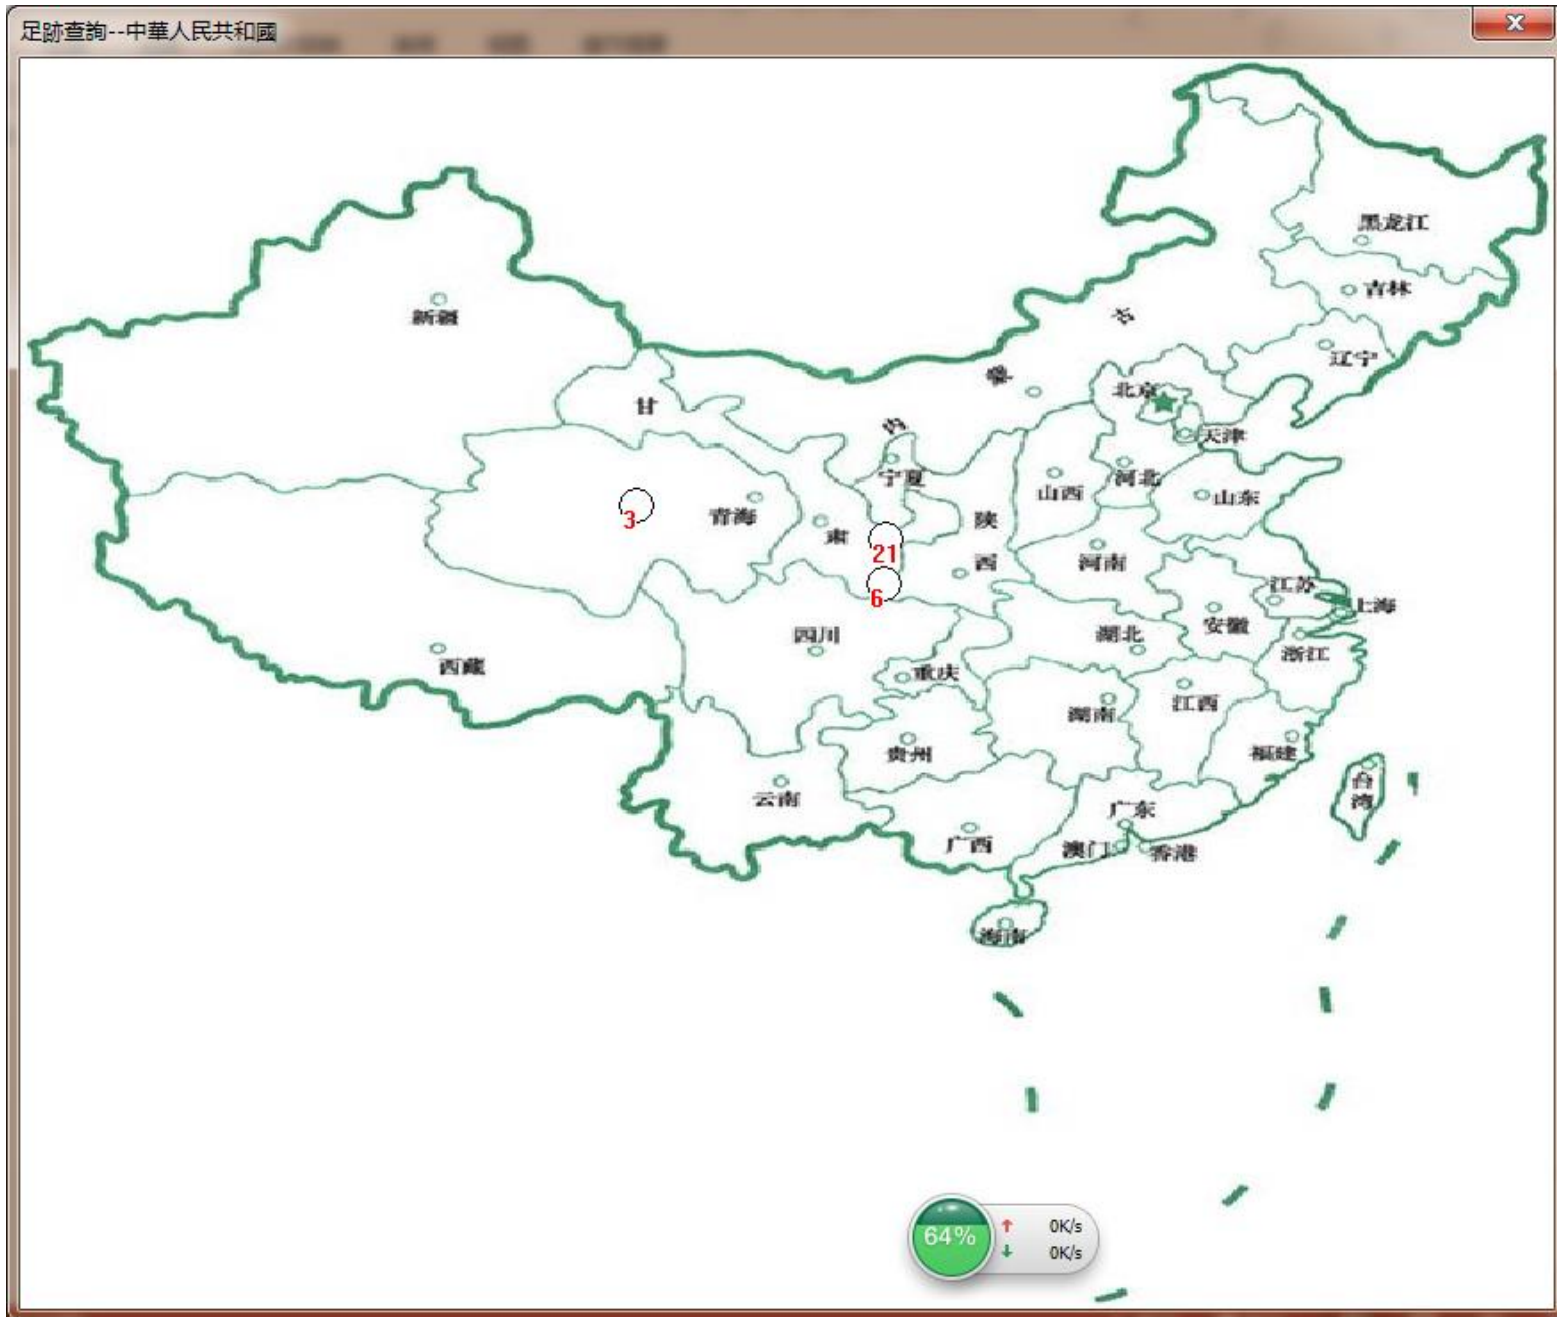 足跡查詢--中華人民共和國
黑龙江
吉林
辽宁
新疆
古
蒙
内
北京
天津
甘
宁夏
山西
河北
山东
3
青海
肃
陕
西
21
河南
6
江苏
上海
安徽
四川
湖北
浙江
西藏
重庆
湖南
江西
贵州
福建
云南
台
湾
广东
广西
澳门
香港
海南
64%
0K/s
0K/s